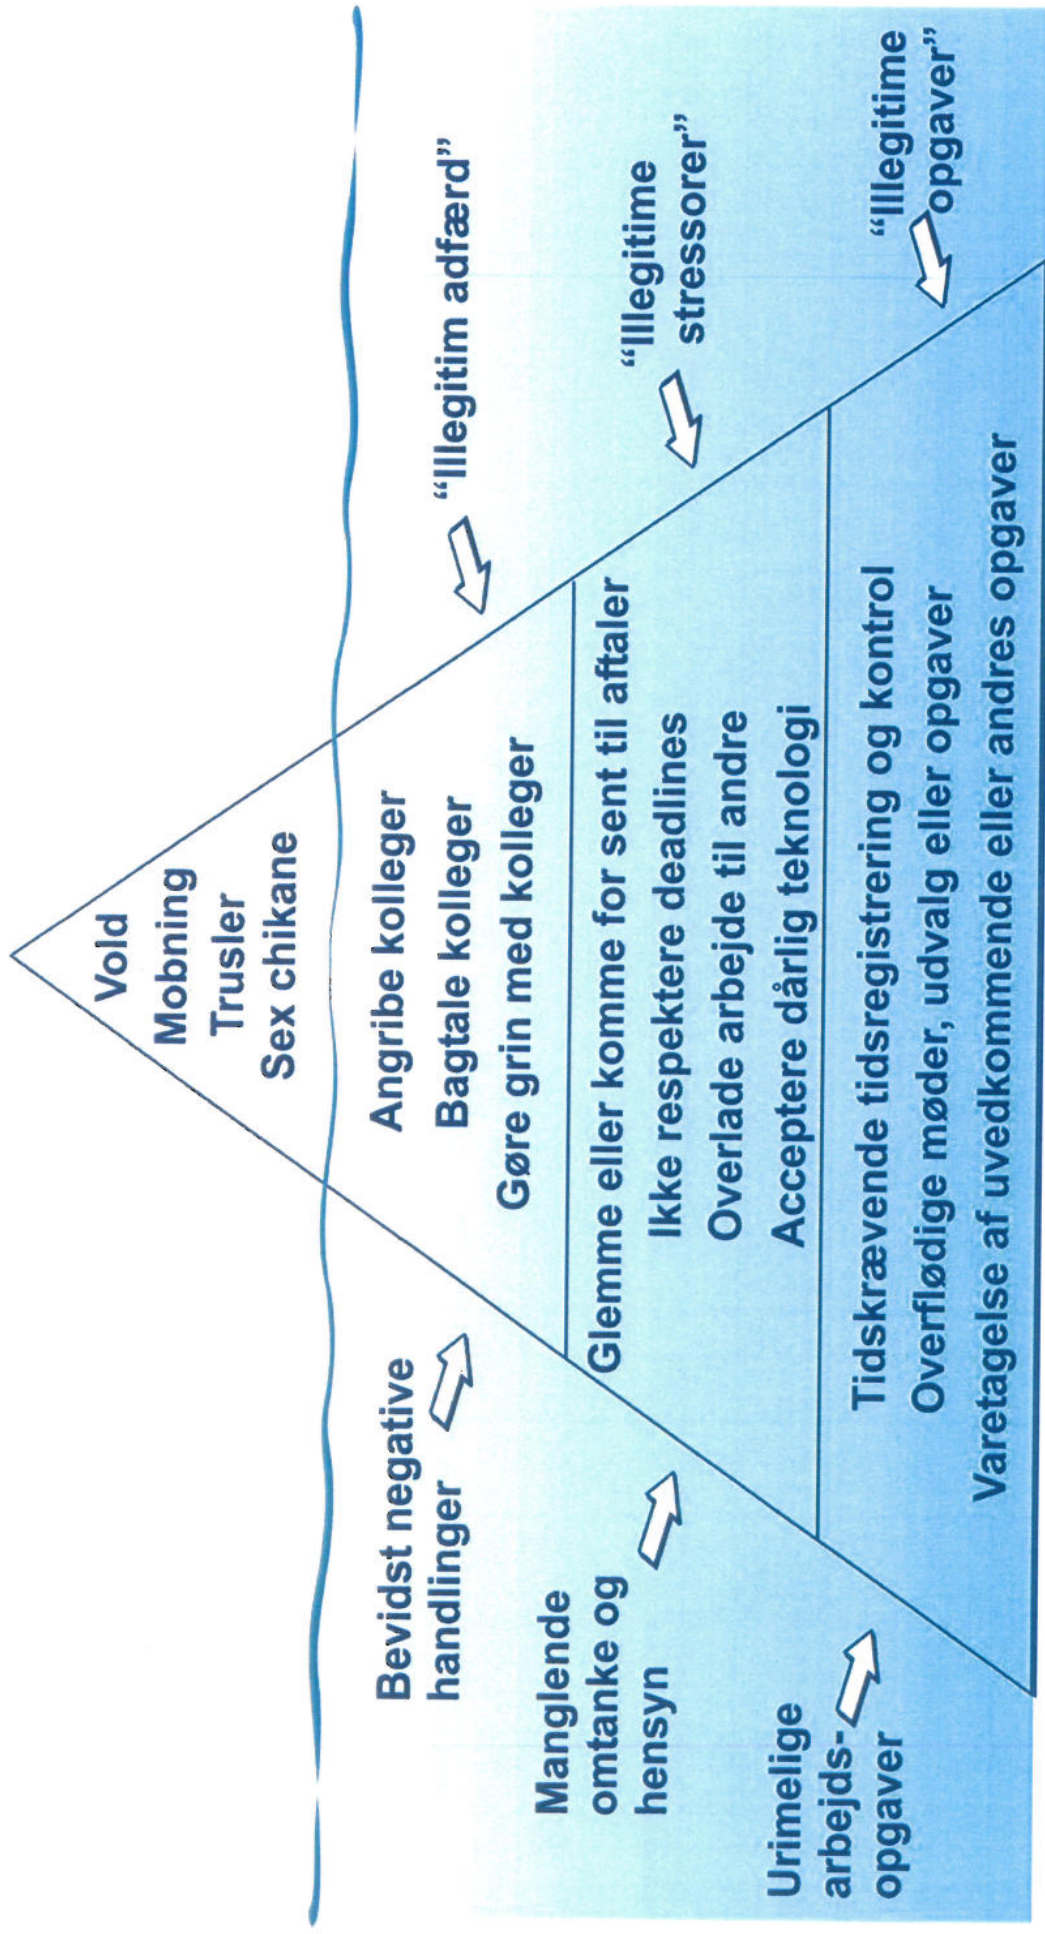 Vold
Mobning
Trusler
Sex chikane
Angribe kolleger
Bagtale kolleger
Gøre grin med kolleger
Bevidst negative
handlinger
“Illegitim adfærd”
Glemme eller komme for sent til aftaler
Ikke respektere deadlines
Overlade arbejde til andre
Acceptere dårlig teknologi
Manglende
omtanke og
hensyn
“Illegitime
stressorer”
Tidskrævende tidsregistrering og kontrol
Overflødige møder, udvalg eller opgaver
Varetagelse af uvedkommende eller andres opgaver
Urimelige
arbejds-
opgaver
“Illegitime
opgaver”